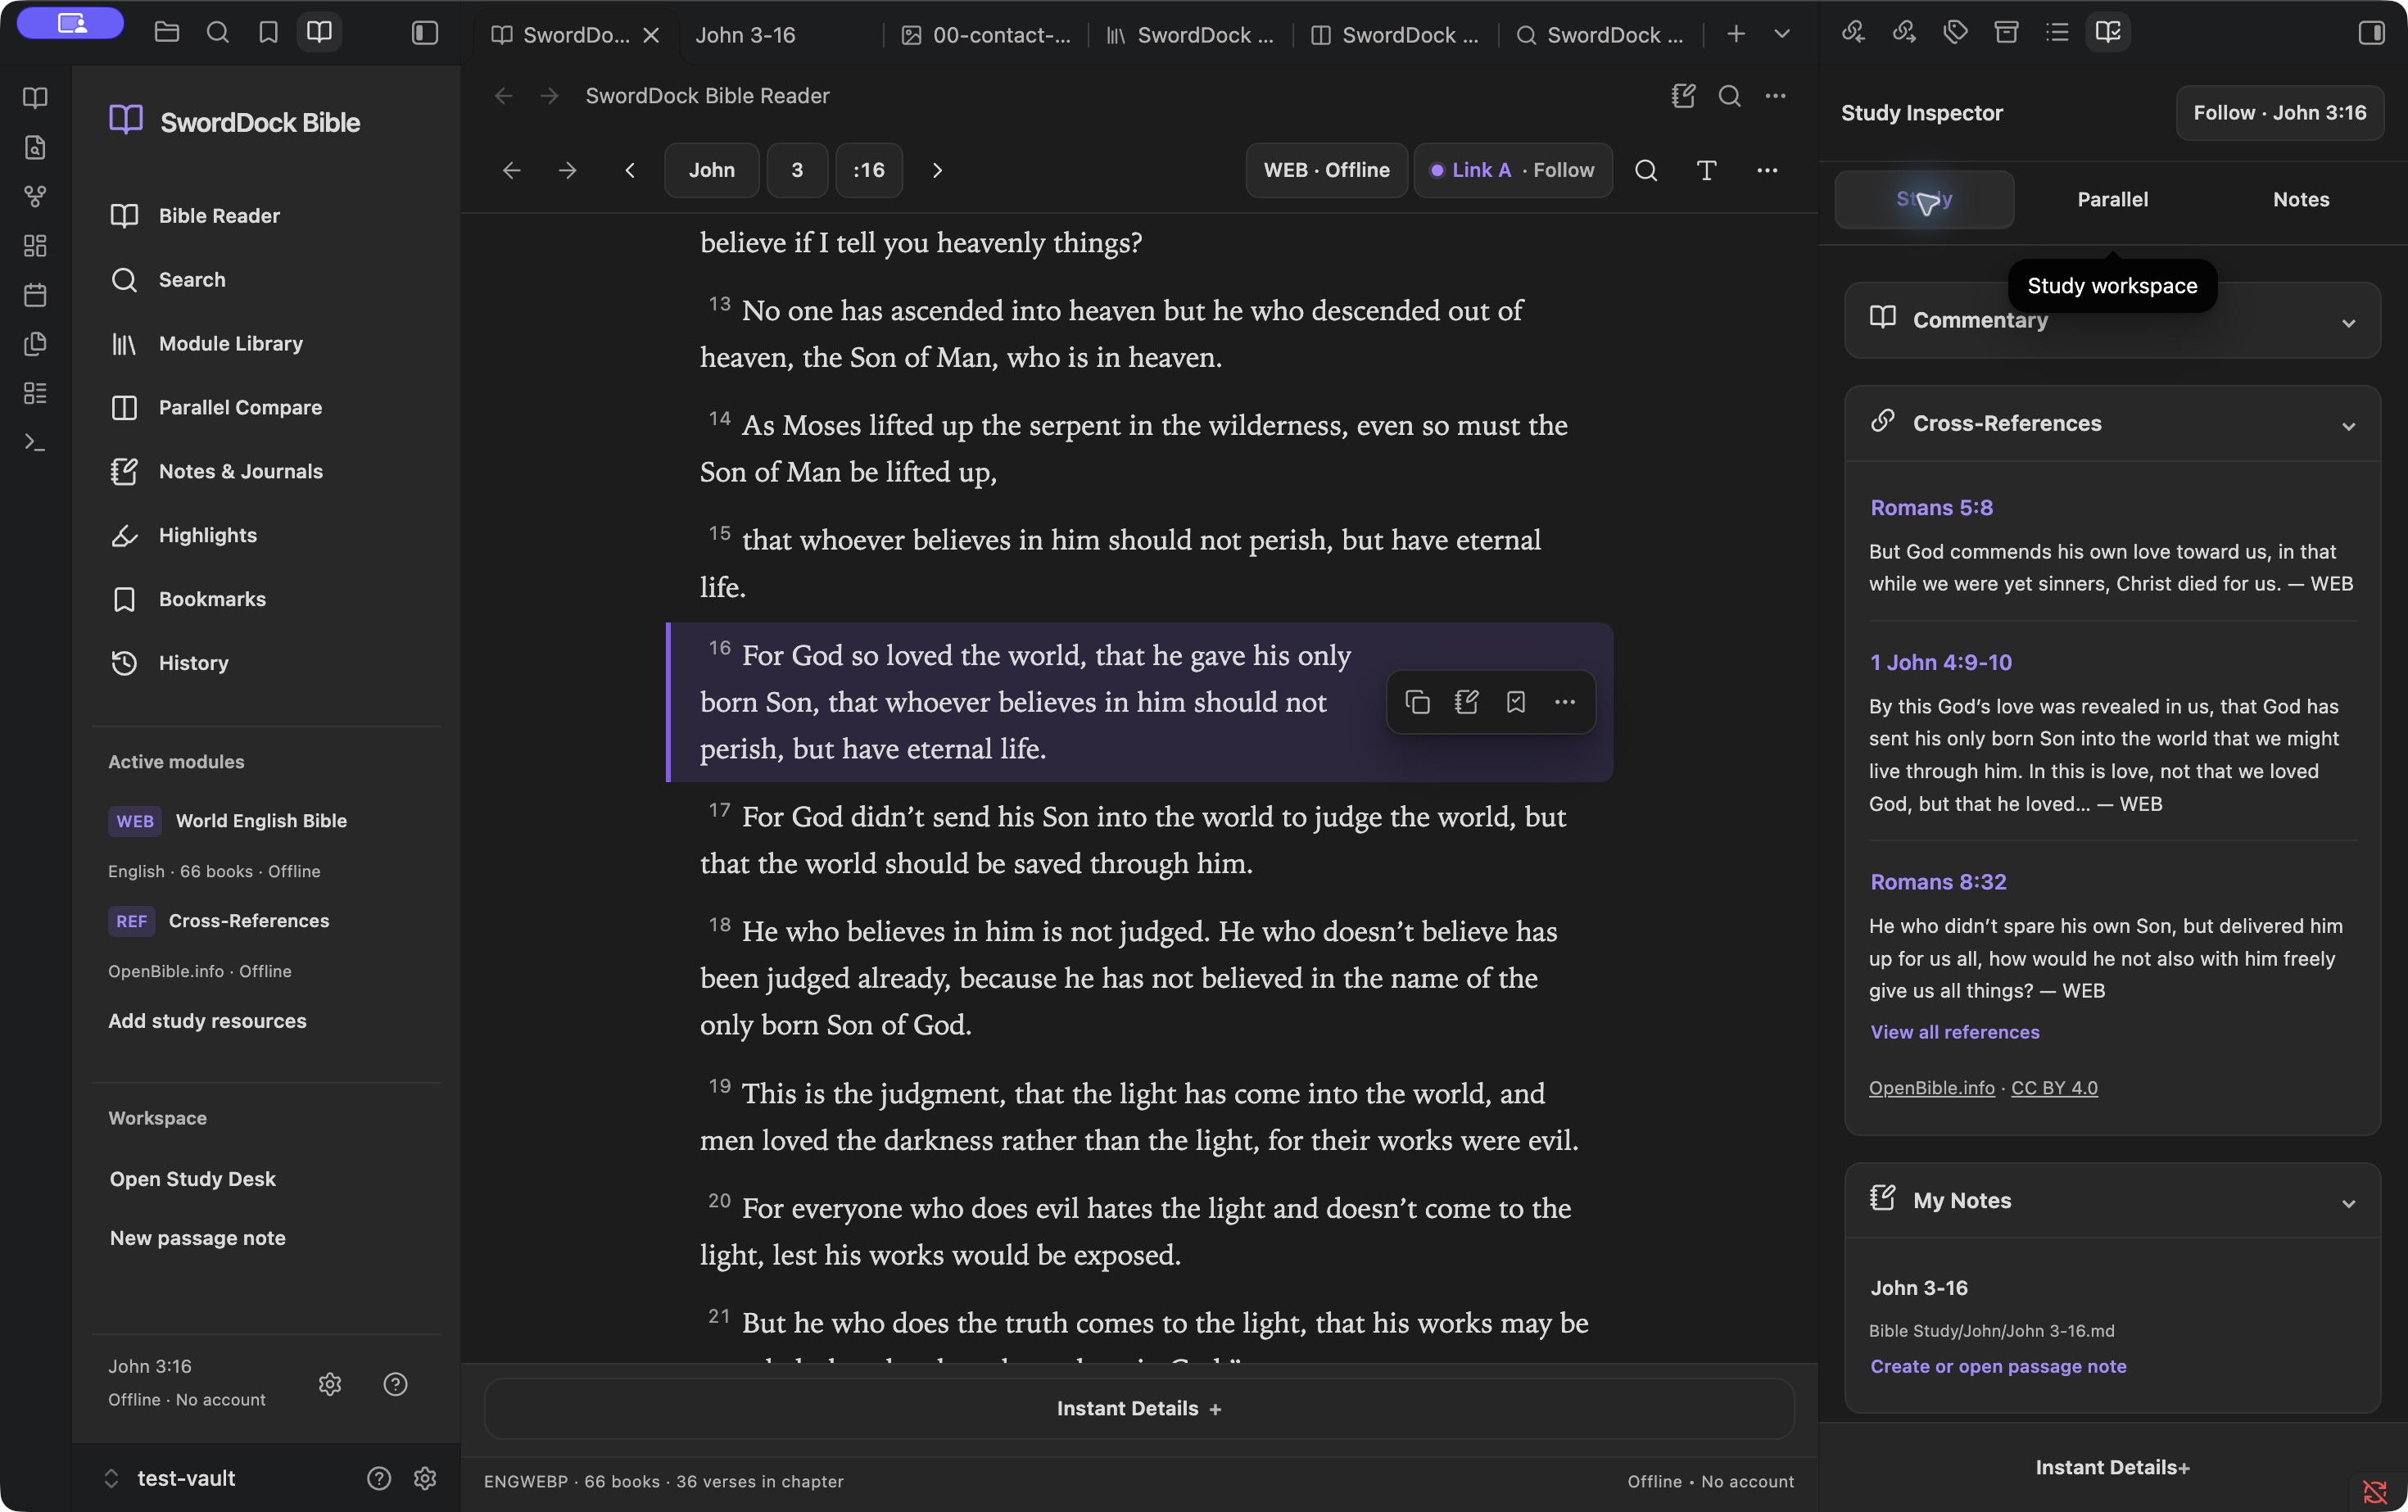 SwordDo...
John 3-16
00-contact-...
SwordDock ...
SwordDock ...
SwordDock ...
SwordDock Bible
Bible Reader
Search
Module Library
Parallel Compare
Notes & Journals
Highlights
Bookmarks
History
Active modules
WEB World English Bible
English · 66 books · Offline
REF Cross-References
OpenBible.info · Offline
Add study resources
Workspace
Open Study Desk
New passage note
John 3:16
Offline · No account
test-vault
SwordDock Bible Reader
John 3 :16
WEB · Offline
Link A · Follow
believe if I tell you heavenly things?
13 No one has ascended into heaven but he who descended out of
heaven, the Son of Man, who is in heaven.
14 As Moses lifted up the serpent in the wilderness, even so must the
Son of Man be lifted up,
15 that whoever believes in him should not perish, but have eternal
life.
16 For God so loved the world, that he gave his only
born Son, that whoever believes in him should not
perish, but have eternal life.
17 For God didn’t send his Son into the world to judge the world, but
that the world should be saved through him.
18 He who believes in him is not judged. He who doesn’t believe has
been judged already, because he has not believed in the name of the
only born Son of God.
19 This is the judgment, that the light has come into the world, and
men loved the darkness rather than the light, for their works were evil.
20 For everyone who does evil hates the light and doesn’t come to the
light, lest his works would be exposed.
21 But he who does the truth comes to the light, that his works may be
Instant Details +
ENGWEBP · 66 books · 36 verses in chapter
Offline • No account
Study Inspector
Follow · John 3:16
Study
Parallel
Notes
Study workspace
Commentary
Cross-References
Romans 5:8
But God commends his own love toward us, in that
while we were yet sinners, Christ died for us. — WEB
1 John 4:9-10
By this God’s love was revealed in us, that God has
sent his only born Son into the world that we might
live through him. In this is love, not that we loved
God, but that he loved… — WEB
Romans 8:32
He who didn’t spare his own Son, but delivered him
up for us all, how would he not also with him freely
give us all things? — WEB
View all references
OpenBible.info · CC BY 4.0
My Notes
John 3-16
Bible Study/John/John 3-16.md
Create or open passage note
Instant Details+